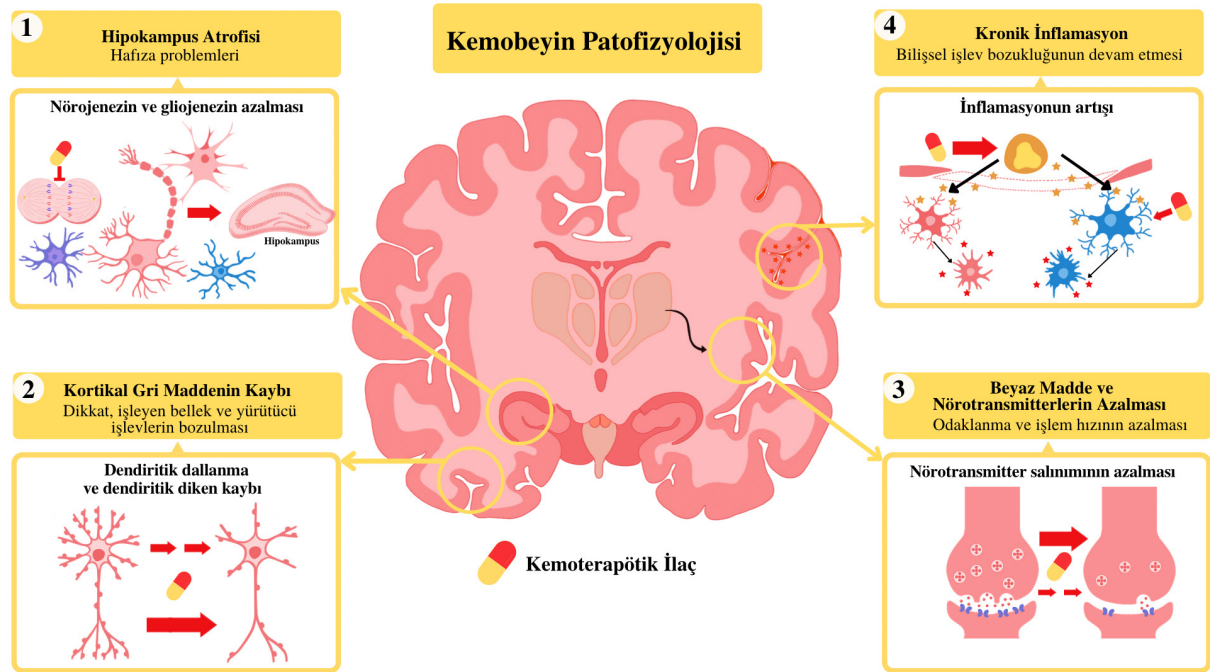 Kemobeyin Patofizyolojisi
1
Hipokampus Atrofisi
Hafıza problemleri
Nörojenezin ve gliojenezin azalması
Hipokampus
2
Kortikal Gri Maddenin Kaybı
Dikkat, işleyen bellek ve yürütücü
işlevlerin bozulması
Dendiritik dallanma
ve dendiritik diken kaybı
3
Beyaz Madde ve
Nörotransmitterlerin Azalması
Odaklanma ve işlem hızının azalması
Nörotransmitter salınımının azalması
4
Kronik İnflamasyon
Bilişsel işlev bozukluğunun devam etmesi
İnflamasyonun artışı
Kemoterapötik İlaç